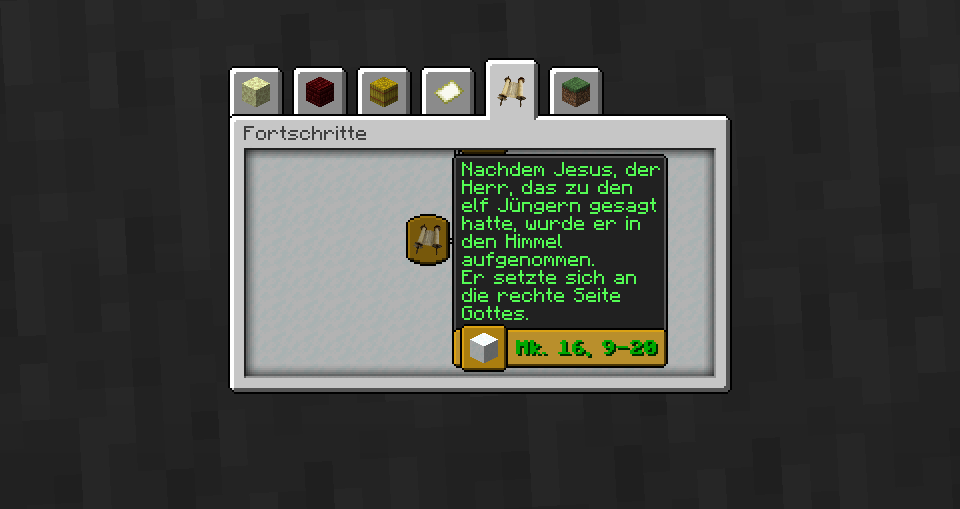 Fortschritte
Nachdem Jesus, der
Herr, das zu den
elf Jüngern gesagt
hatte, wurde er in
den Himmel
aufgenommen.
Er setzte sich an
die rechte Seite
Gottes.
Mk. 16, 9-20